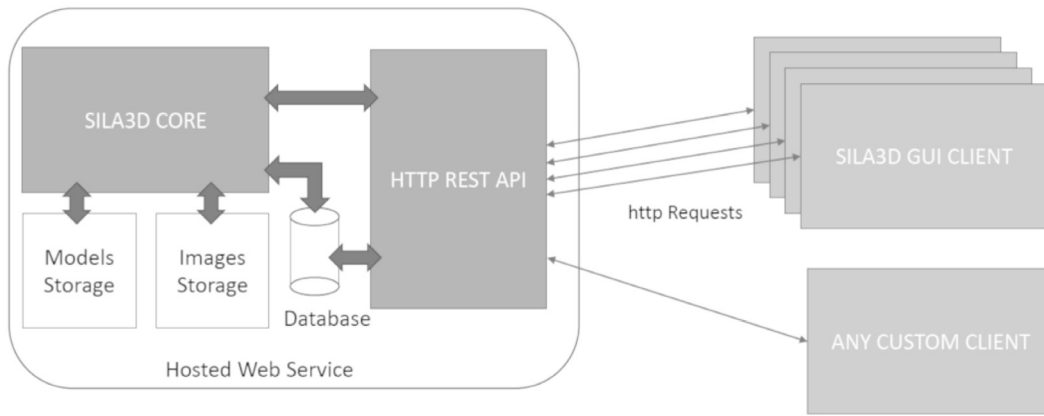 SILA3D CORE
HTTP REST API
SILA3D GUI CLIENT
http Requests
Models
Storage
Images
Storage
Database
Hosted Web Service
ANY CUSTOM CLIENT